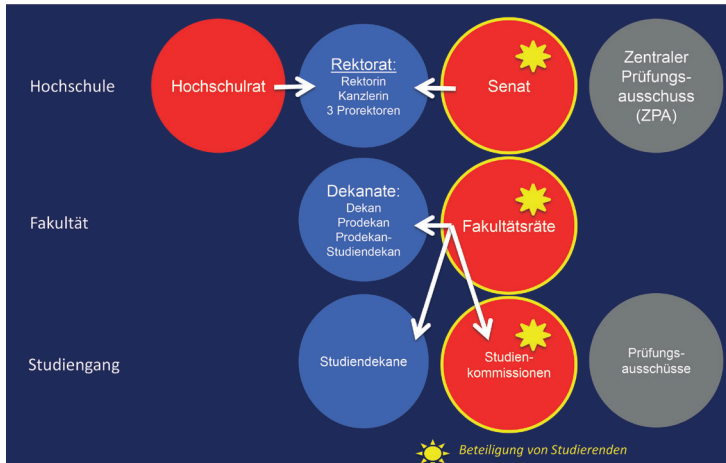 Hochschule
Hochschulrat
Rektorat:
Rektorin
Kanzlerin
3 Prorektoren
Senat
Zentraler
Prüfungs-
ausschuss
(ZPA)
Fakultät
Dekanate:
Dekan
Prodekan
Prodekan-
Studiendekan
Fakultätsräte
Studiengang
Studiendekane
Studien-
kommissionen
Prüfungs-
ausschüsse
Beteiligung von Studierenden